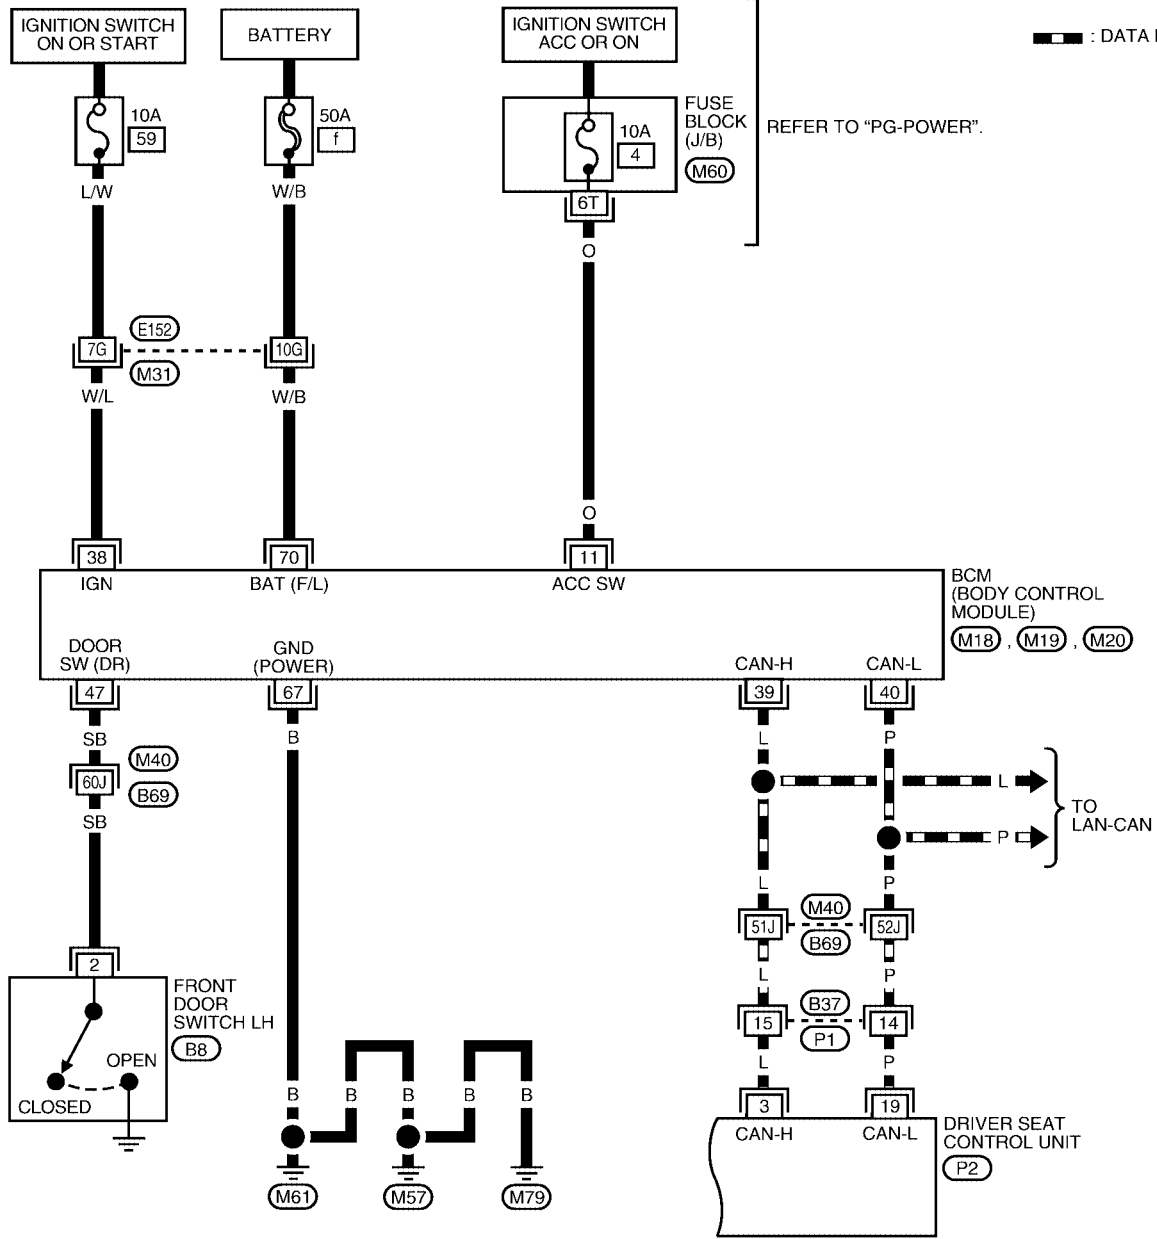 IGNITION SWITCH
ON OR START
BATTERY
IGNITION SWITCH
ACC OR ON
: DATA L
10A
59
50A
f
10A
4
FUSE
BLOCK
(J/B)
M60
REFER TO “PG-POWER”.
L/W
W/B
6T
O
7G
E152
M31
10G
W/L
W/B
O
38
70
11
IGN
BAT (F/L)
ACC SW
BCM
(BODY CONTROL
MODULE)
M18 , M19 , M20
DOOR
SW (DR)
GND
(POWER)
CAN-H
CAN-L
47
67
39
40
SB
B
L
P
60J
M40
B69
SB
L
P
TO
LAN-CAN
L
P
51J
M40
B69
52J
L
P
15
B37
P1
14
L
P
2
FRONT
DOOR
SWITCH LH
B8
OPEN
CLOSED
B
B
B
B
B
M61
M57
M79
3
19
CAN-H
CAN-L
DRIVER SEAT
CONTROL UNIT
P2